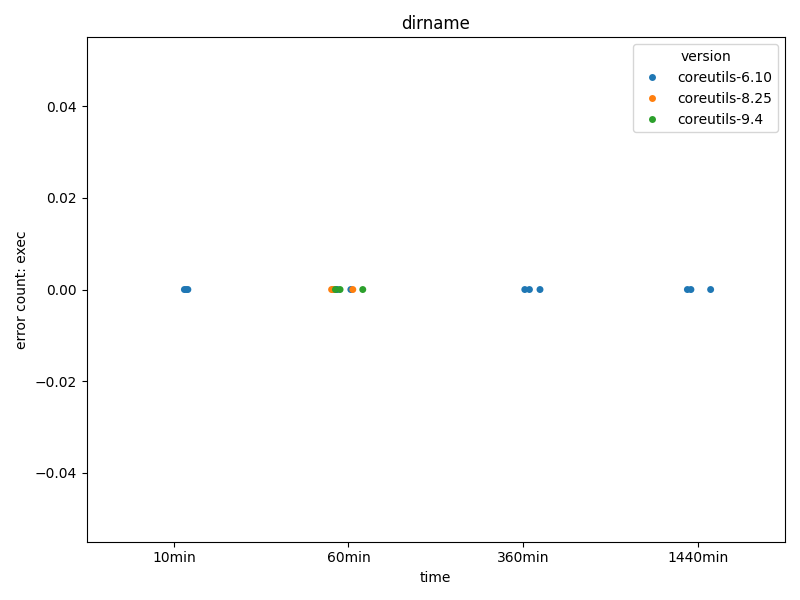 dirname
version
coreutils-6.10
coreutils-8.25
coreutils-9.4
error count: exec
0.04
0.02
0.00
−0.02
−0.04
10min
60min
360min
1440min
time